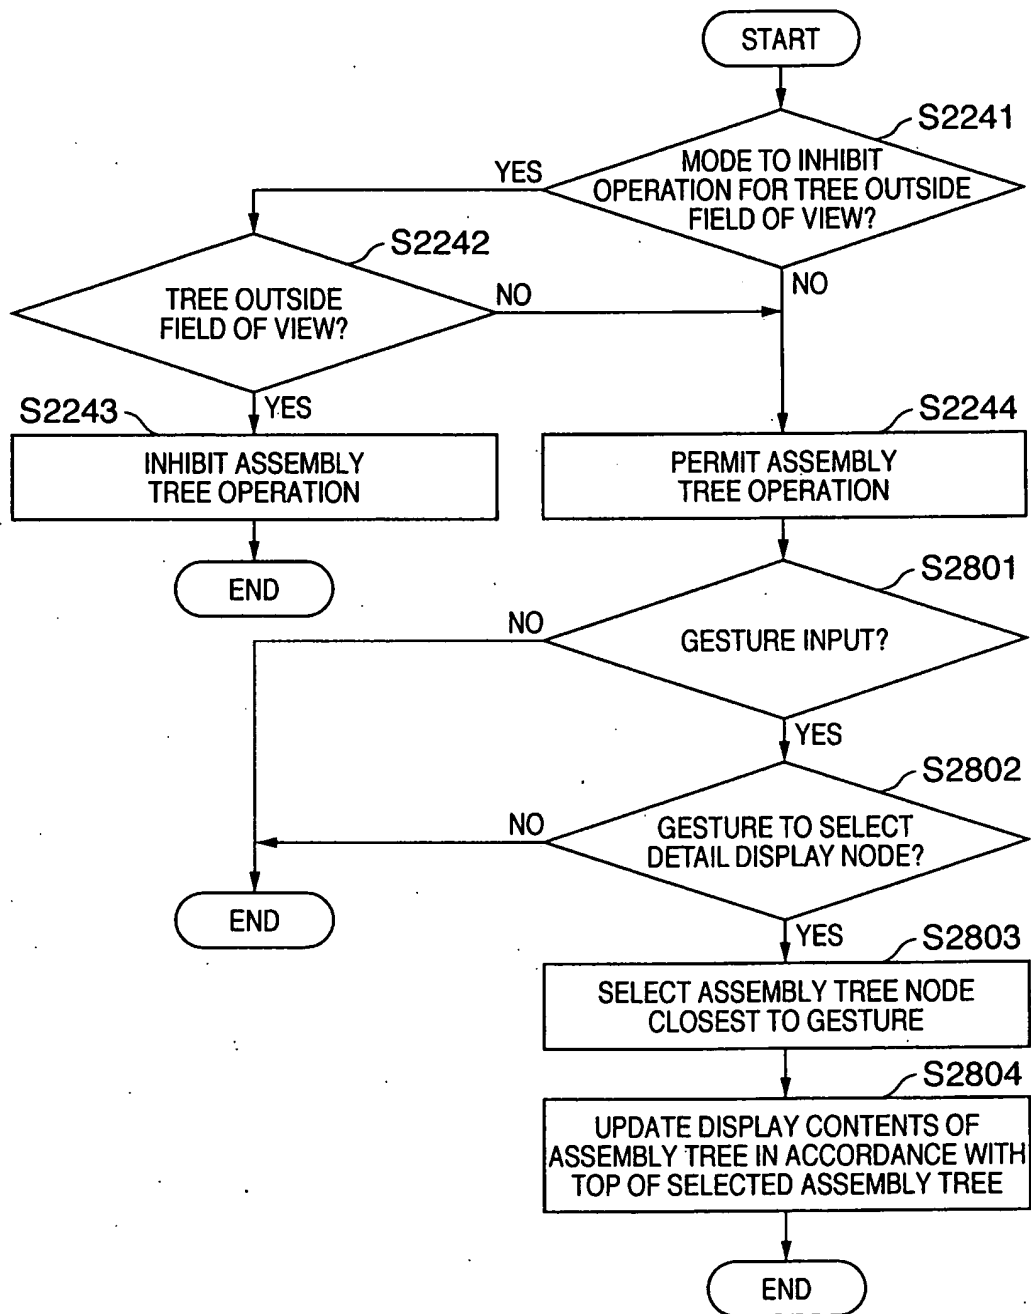 START
S2241
MODE TO INHIBIT
OPERATION FOR TREE OUTSIDE
FIELD OF VIEW?
YES
NO
S2242
TREE OUTSIDE
FIELD OF VIEW?
NO
YES
S2243
INHIBIT ASSEMBLY
TREE OPERATION
END
S2244
PERMIT ASSEMBLY
TREE OPERATION
S2801
GESTURE INPUT?
NO
YES
S2802
GESTURE TO SELECT
DETAIL DISPLAY NODE?
NO
END
YES
S2803
SELECT ASSEMBLY TREE NODE
CLOSEST TO GESTURE
S2804
UPDATE DISPLAY CONTENTS OF
ASSEMBLY TREE IN ACCORDANCE WITH
TOP OF SELECTED ASSEMBLY TREE
END